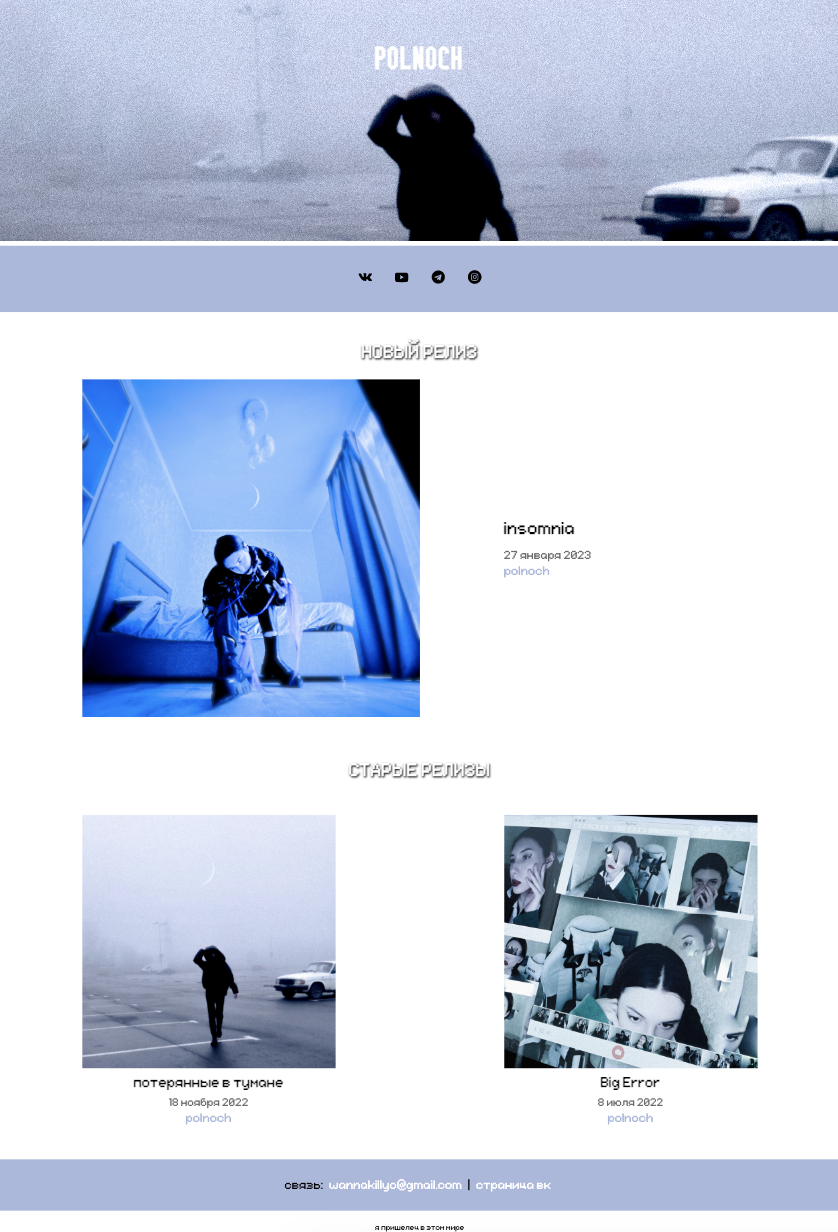 POLNOCH
НОВЫЙ РЕЛИЗ
insomnia
27 января 2023
polnoch
СТАРЫЕ РЕЛИЗЫ
потерянные в тумане
18 ноября 2022
polnoch
Big Error
8 июля 2022
polnoch
связь: wannakillyo@gmail.com | страница вк
я пришелец в этом мире